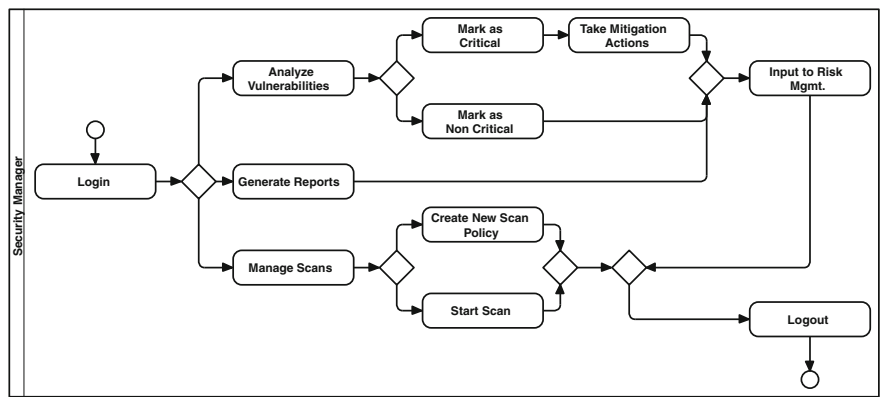 Security Manager
Login
Analyze
Vulnerabilities
Mark as
Critical
Take Mitigation
Actions
Mark as
Non Critical
Input to Risk
Mgmt.
Generate Reports
Manage Scans
Create New Scan
Policy
Start Scan
Logout